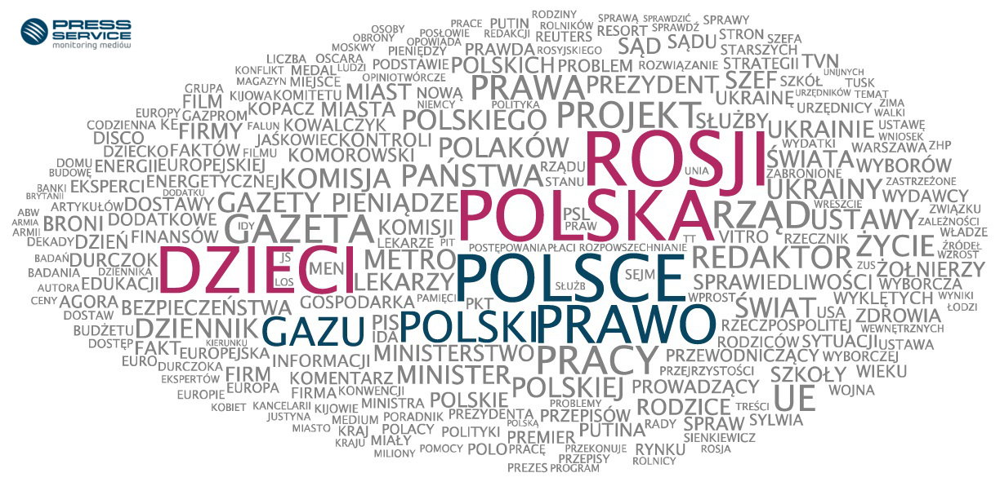 PRESS
SERVICE
monitoring mediów
RODZINY
PRACE PUTIN ROLNIKÓW SPRAWĄ SPRAWDZIĆ SPRAWY
OSOBY POSŁOWIE REDAKCJI REUTERS RESORT SPRAWDŹ STRON
OBRONY OPOWIADA PRAWDA SĄD SĄDU SZEFA
MOSKWY PIENIĘDZY ROSYJSKIEGO STARSZYCH
LICZBA OSCARA PODSTAWIE POLSKICH PROBLEM ROZWIĄZANIE STRATEGII TVN
KONFLIKT MEDAL LUDZI UNIJNYCH
MAGAZYN MIEJSCE OPINIOTWÓRCZE PRAWA PREZYDENT SZEF SZKÓŁ TUSK
GRUPA KIJOWA KOMITETU MIAST NOWĄ UKRAINĘ URZĘDNIKÓW TEMAT
FILM NIEMCY POLITYKA ZIMA
EUROPY GAZPROM KOPACZ MIASTA POLSKIEGO PROJEKT SŁUŻBY URZĘDNICY WALKI
CODZIENNA KE FIRMY FALUN KOWALCZYK UKRAINIE USTAWĘ
DISCO JAŚKOWIEC KONTROLI WYDATKI WNIOSEK
DZIECKO FAKTÓW FILMU KOMOROWSKI POLAKÓW ROSJI ŚWIATA WARSZAWA ZHP
DOMU ENERGII EUROPEJSKIEJ RZĄDU WYBORÓW
BUDOWĘ EKSPERCI ENERGETYCZNEJ KOMISJA PAŃSTWA STANU UNIA ZABRONIONE ZASTRZEŻONE
BANKI DODATKU UKRAINY WYDAWCY
BRYTANII ARTYKUŁÓW DOSTAWY GAZETY PIENIĄDZE POLSKA WRESZCIE ZWIĄZKU
ABW PSL RZĄD USTAWY ZALEŻNOŚCI
ARMIA BRONI DODATKOWE GAZETA IDY KOMISJI PRAW WŁADZE
ARMII FINANSÓW VITRO RZECZNIK
DEKADY DZIEŃ LEKARZE PIT POSTĘPOWANIA PŁACI ROZPOWSZECHNIANIE TT ŻYCIE ŹRÓDEŁ
BADAŃ DURCZOK JS METRO REDAKTOR WZROST
BADANIA DZIENNIKA DZIECI MEN POLSCE SEJM ZUS ŻOŁNIERZY
AUTORA EDUKACJI LOS LEKARZY SŁUŻB SPRAWIEDLIWOŚCI WYBORCZA
CENY AGORA GOSPODARKA PAMIĘCI PKT WPROST WYKLĘTYCH WYNIKI
DOSTAW BEZPIECZEŃSTWA ŚWIAT USA ZDROWIA ŁODZI
BUDŻETU DZIENNIK GAZU PIS POLSKI PRAWO RZECZPOSPOLITEJ WEWNĘTRZNYCH
DOSTĘP KIERUNKU IDA RODZICÓW SYTUACJI USTAWA
FAKT EUROPEJSKA MINISTERSTWO PRACY PRZEWODNICZĄCY WYBORCZEJ
EURO DURCZOKA INFORMACJI
EKSPERTÓW FIRM KOMENTARZ MINISTER PRZEJRZYSTOŚCI SZKOŁY WIEKU
EUROPIE EUROPA FIRMA KONWENCJI POLSKIEJ PROWADZĄCY UE WOJNA
KOBIET KANCELARII KIJOWIE MINISTRA POLSKIE PROBLEMY RODZICE TREŚCI
JUSTYNA MEDIUM PORADNIK PREZYDENTA PRZEPISÓW SYLWIA
MIASTO KRAJ POLACY POLITYKI POLSKĄ PUTINA RADY SPRAW
KRAJU MIAŁY PREMIER SIENKIEWICZ
MILIONY POMOCY POLO PRACĘ PRZEKONUJE RYNKU ROSJA
PRZEPISY ROLNICY
PREZES PROGRAM